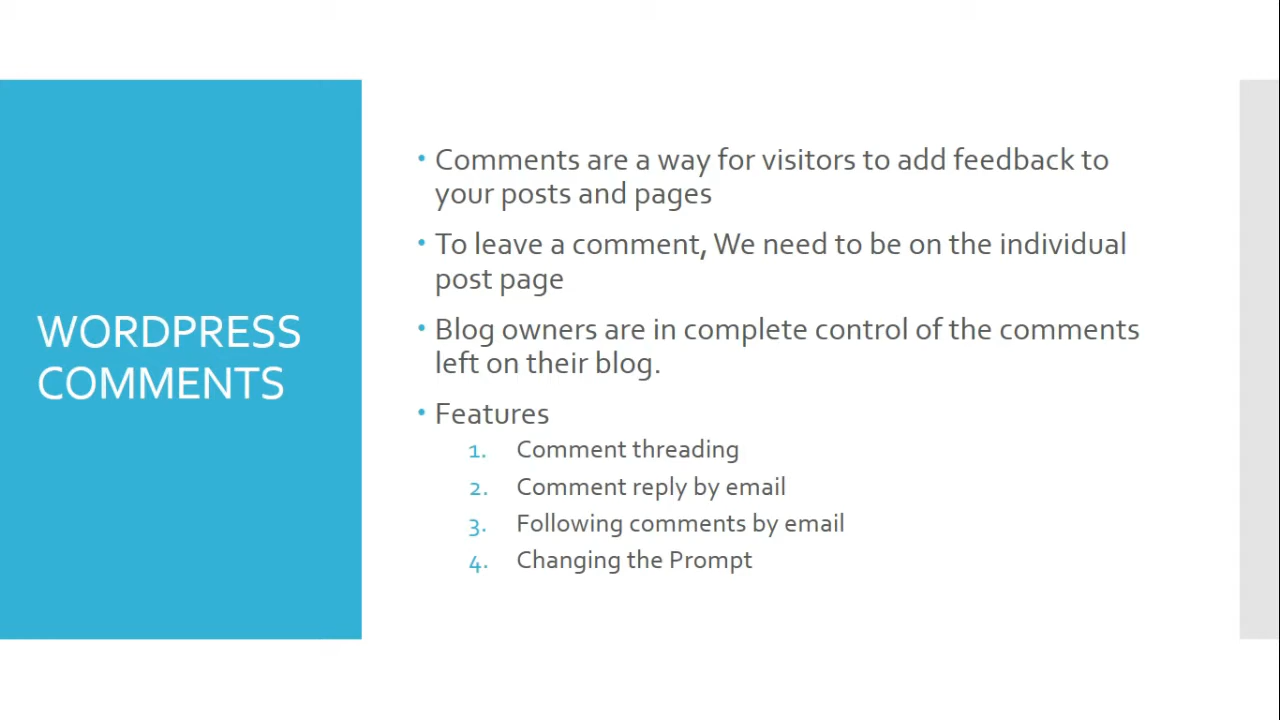 WORDPRESS
COMMENTS
• Comments are a way for visitors to add feedback to
your posts and pages
• To leave a comment, We need to be on the individual
post page
• Blog owners are in complete control of the comments
left on their blog.
• Features
1. Comment threading
2. Comment reply by email
3. Following comments by email
4. Changing the Prompt